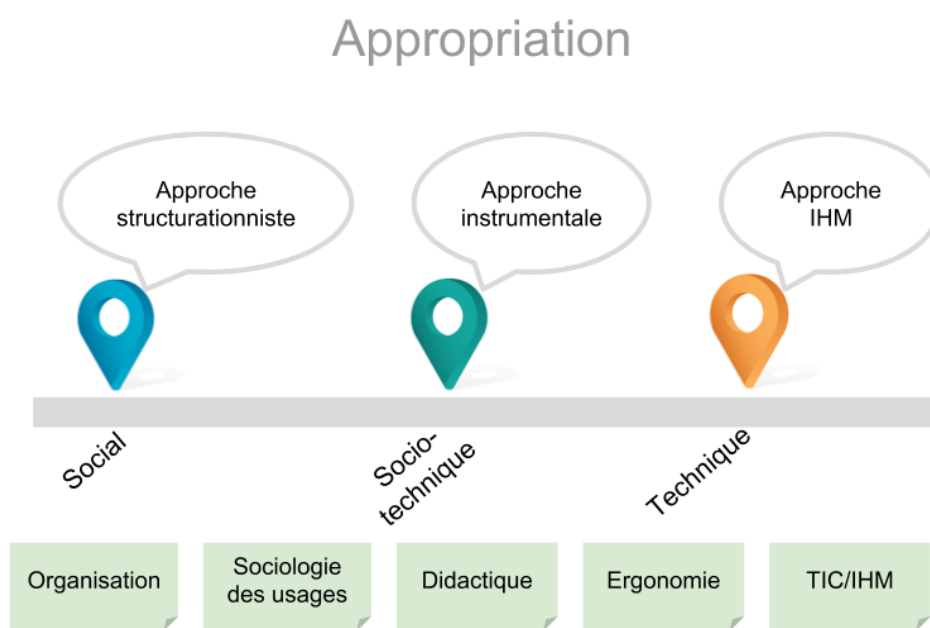 Appropriation
Approche
structurationniste
Approche
instrumentale
Approche
IHM
Social
Socio-
technique
Technique
Organisation
Sociologie
des usages
Didactique
Ergonomie
TIC/IHM